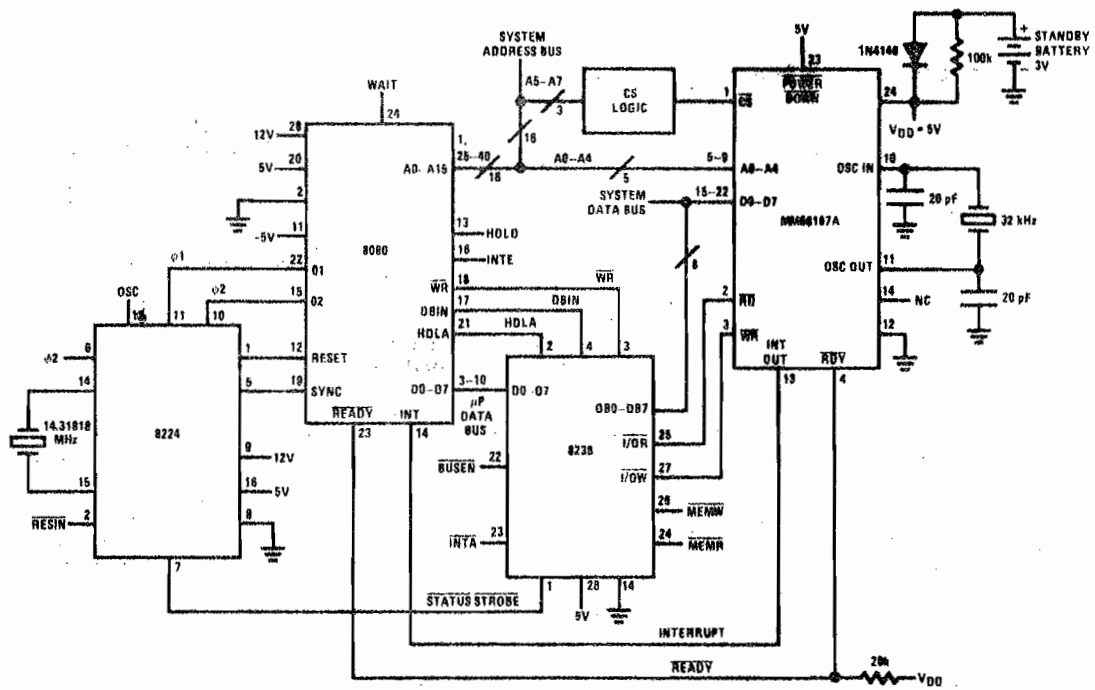 SYSTEM
ADDRESS BUS
A5–A7
3
16
CS
LOGIC
5V
23
POWER
DOWN
1
CS
1N4148
100k
+
STANDBY
BATTERY
3V
–
24
VDD = 5V
WAIT
24
12V
28
5V
20
2
-5V
11
A0- A15
1,
25–40
16
A0–A4
5
5–9
A0–A4
SYSTEM
DATA BUS
15–22
D0–D7
8
OSC IN
10
20 pF
32 kHz
OSC OUT
11
20 pF
14
NC
12
8080
13
HOLD
16
INTE
WR
18
WR
DBIN
17
DBIN
HDLA
21
HDLA
φ1
22
01
φ2
15
02
OSC
11
10
φ2
6
1
12
RESET
14
5
19
SYNC
14.31818
MHz
8224
15
9
12V
16
5V
8
RESIN
2
7
READY
23
INT
14
D0–D7
3–10
μP
DATA
BUS
2
4
3
D0-D7
DB0–DB7
I/OR
25
I/OW
27
26
MEMW
24
MEMR
BUSEN
22
INTA
23
1
28
14
5V
STATUS STROBE
2
RD
3
WR
INT
OUT
13
RDY
4
INTERRUPT
READY
20k
VDD